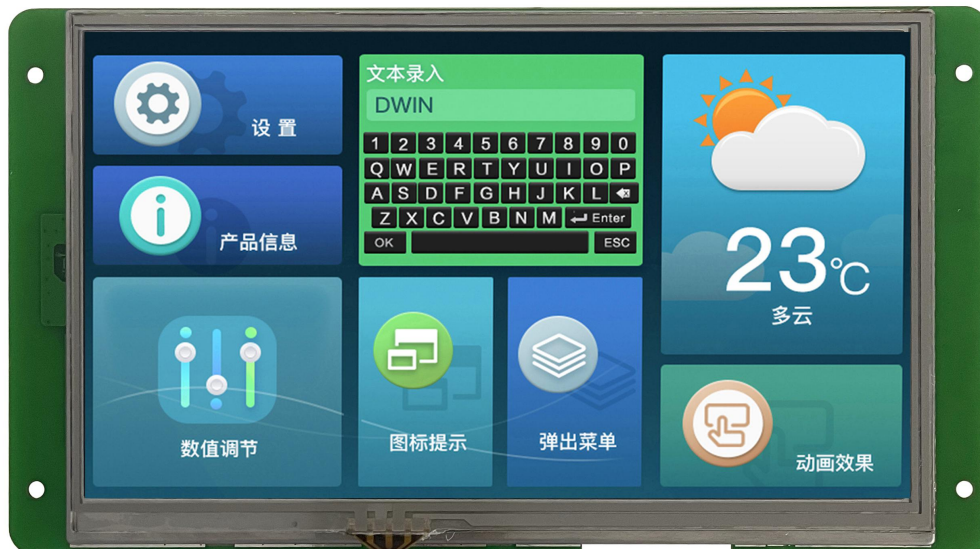 设置
产品信息
数值调节
文本录入
DWIN
1 2 3 4 5 6 7 8 9 0
Q W E R T Y U I O P
A S D F G H J K L
Z X C V B N M Enter
OK ESC
图标提示
弹出菜单
23℃
多云
动画效果